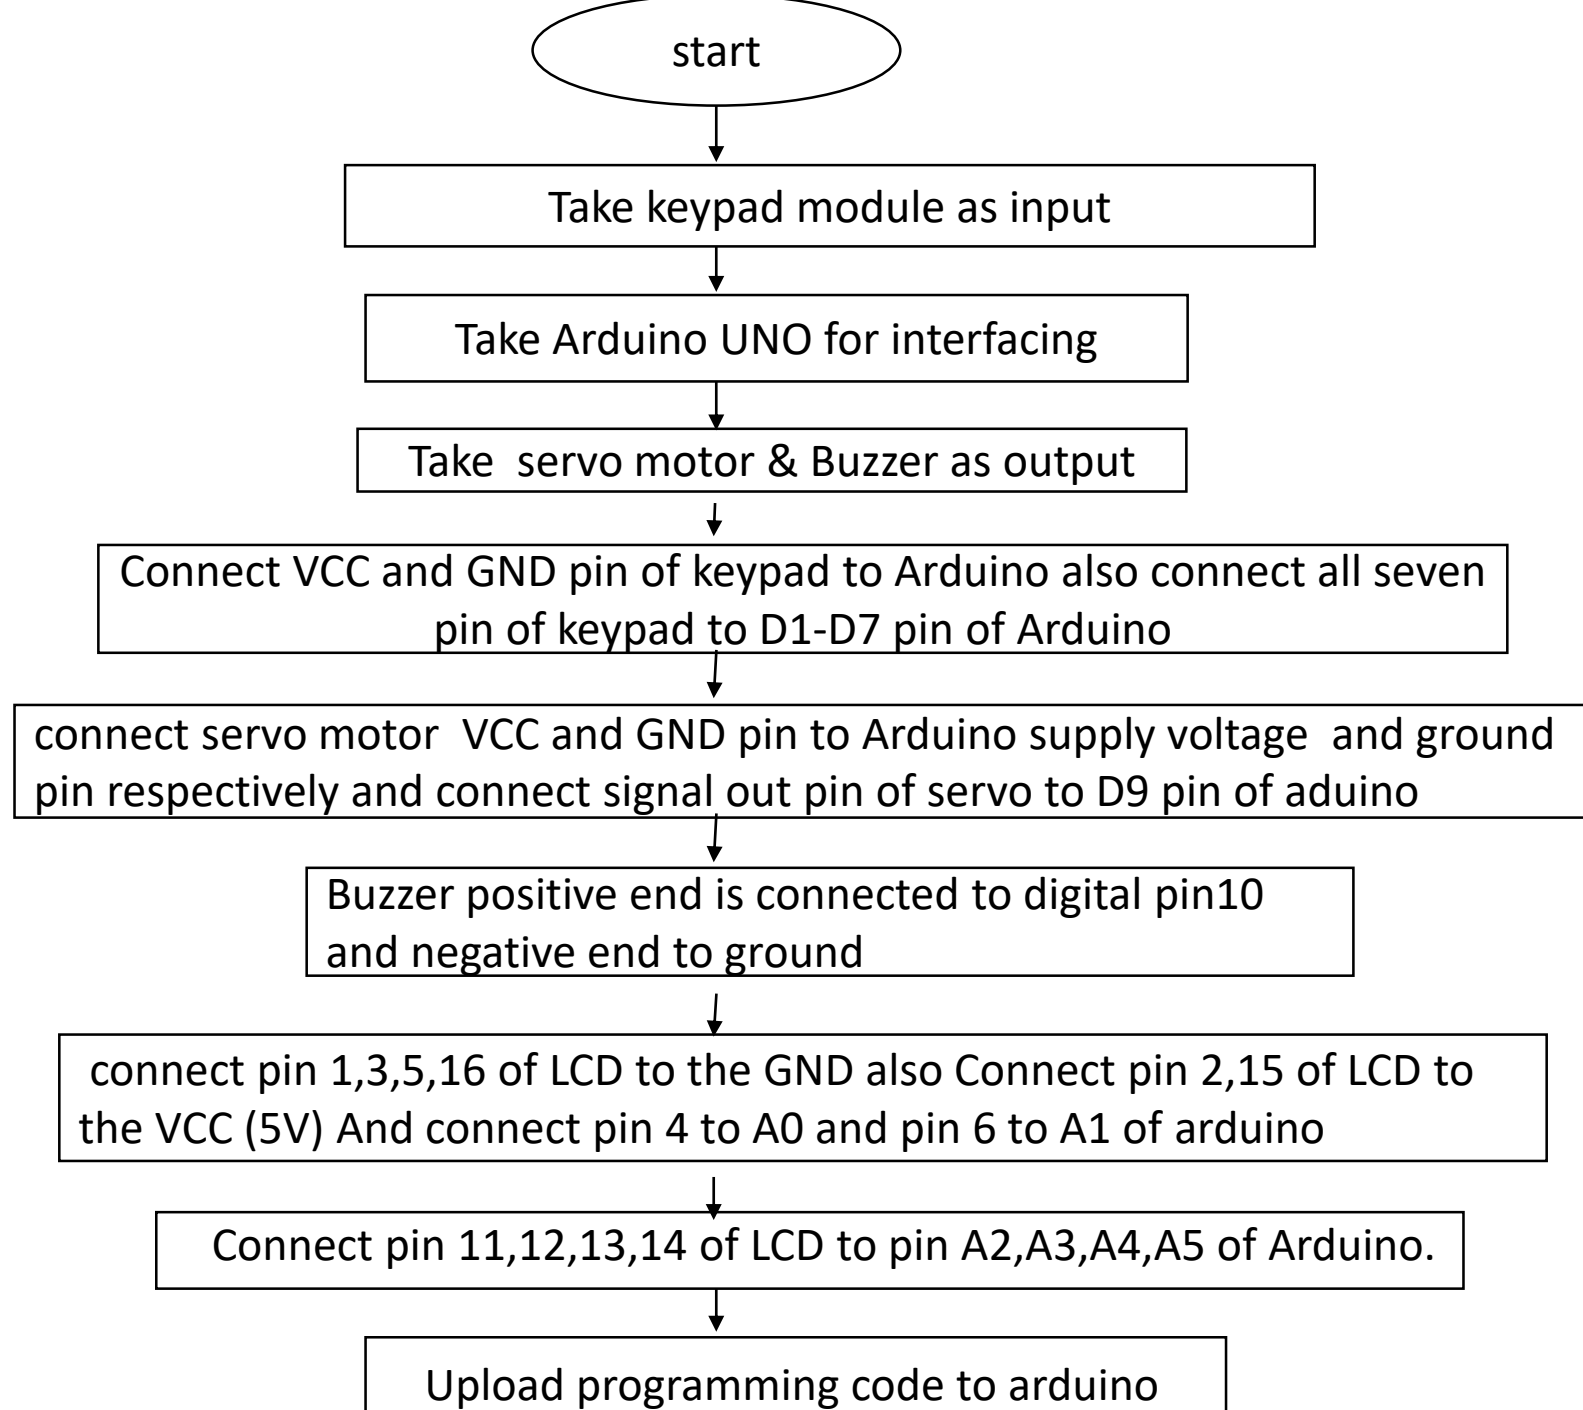 start
Take keypad module as input
Take Arduino UNO for interfacing
Take  servo motor & Buzzer as output
Connect VCC and GND pin of keypad to Arduino also connect all seven
pin of keypad to D1-D7 pin of Arduino
connect servo motor  VCC and GND pin to Arduino supply voltage  and ground
pin respectively and connect signal out pin of servo to D9 pin of aduino
Buzzer positive end is connected to digital pin10
and negative end to ground
connect pin 1,3,5,16 of LCD to the GND also Connect pin 2,15 of LCD to
the VCC (5V) And connect pin 4 to A0 and pin 6 to A1 of arduino
Connect pin 11,12,13,14 of LCD to pin A2,A3,A4,A5 of Arduino.
Upload programming code to arduino